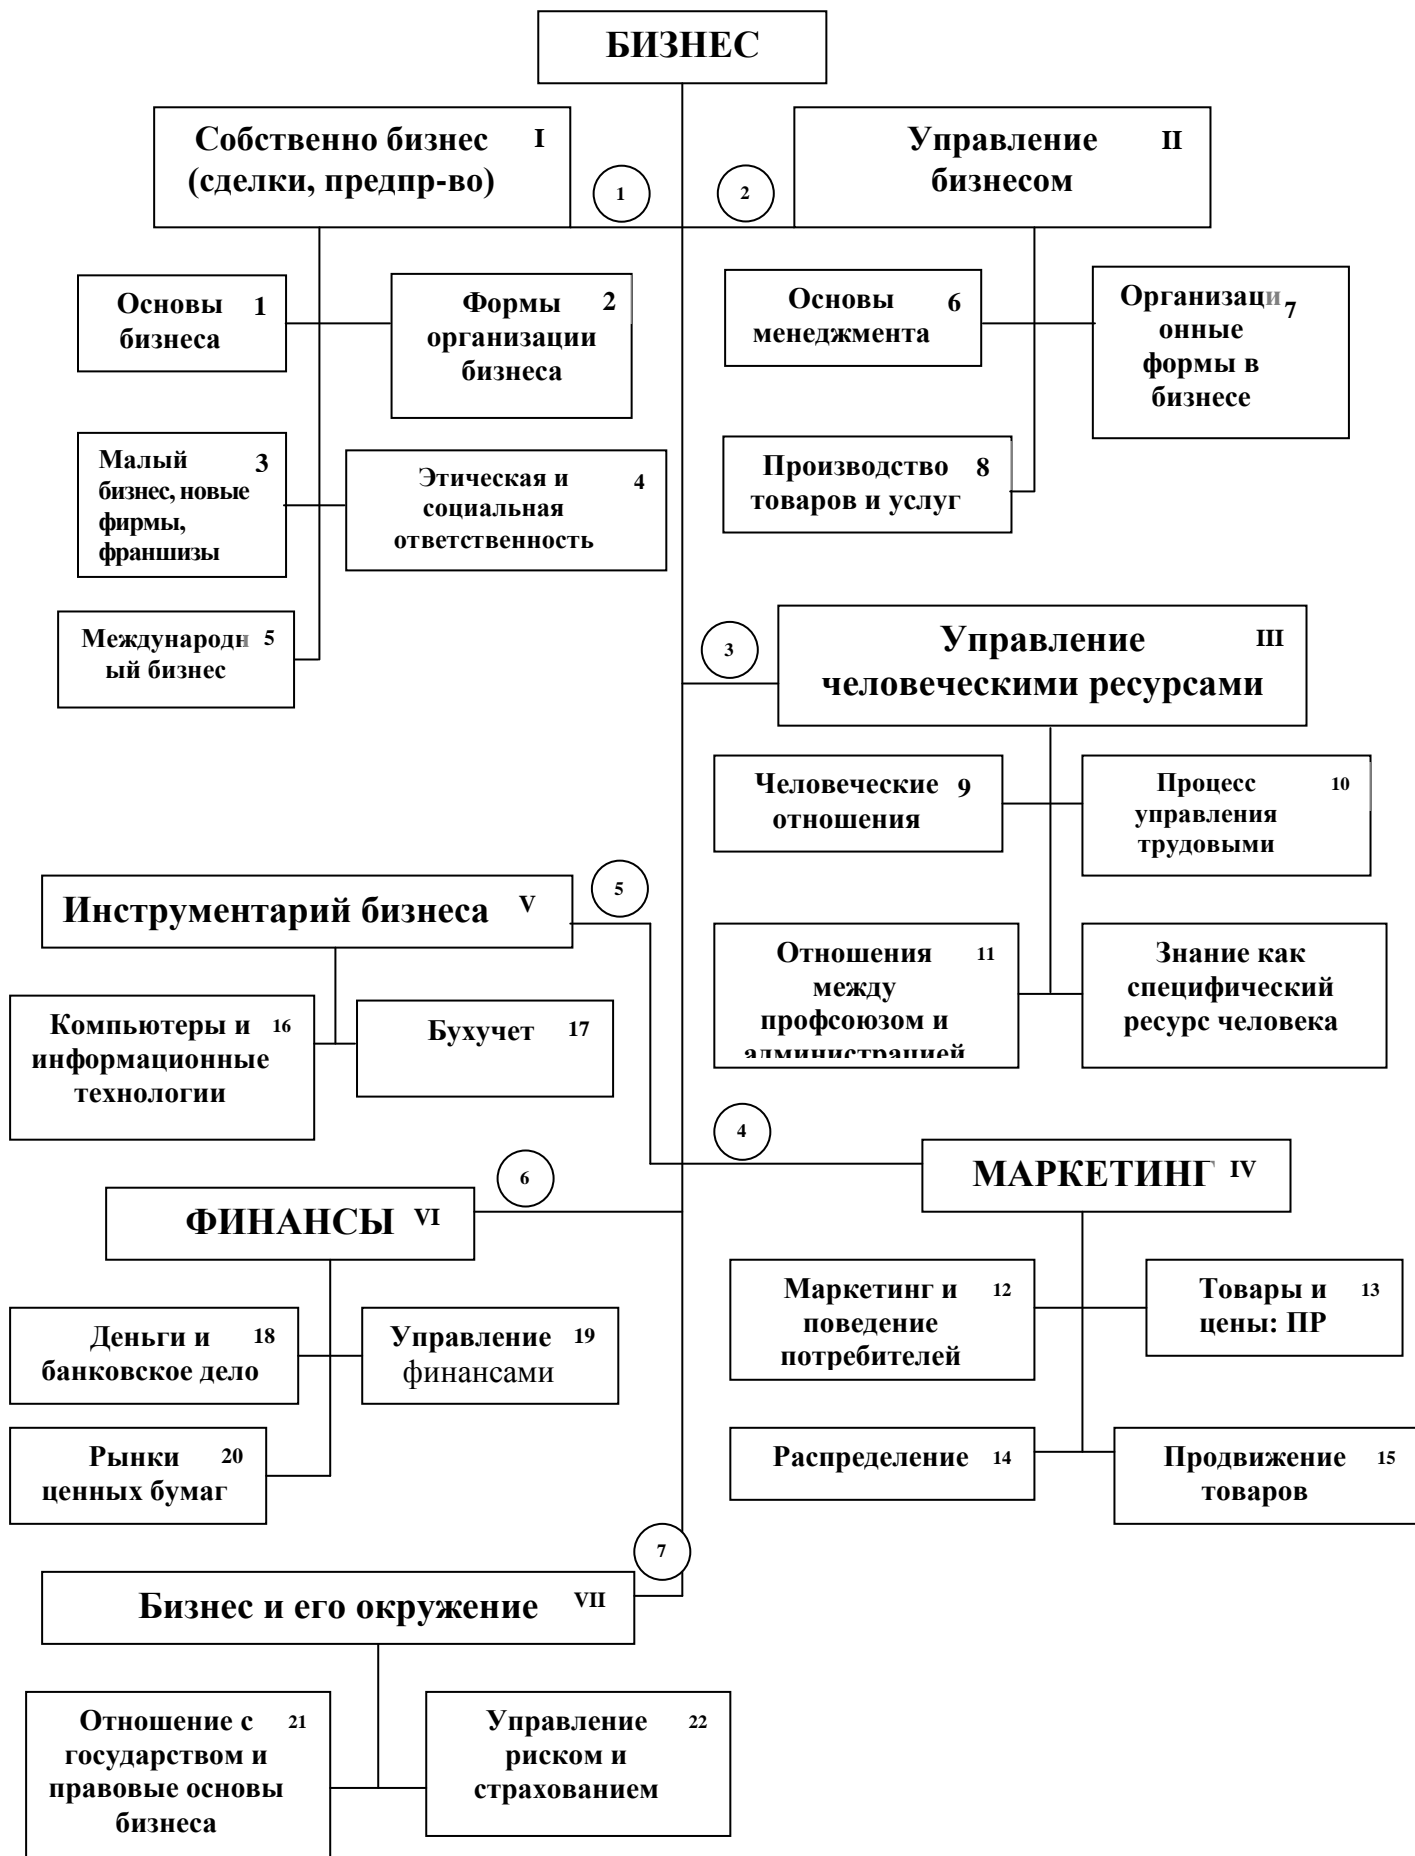 БИЗНЕС
Собственно бизнес I
(сделки, предпр-во)
1
2
Управление II
бизнесом
Основы 1
бизнеса
Формы 2
организации
бизнеса
Малый 3
бизнес, новые
фирмы,
франшизы
Этическая и 4
социальная
ответственность
Международн 5
ый бизнес
Основы 6
менеджмента
Организаци 7
онные
формы в
бизнесе
Производство 8
товаров и услуг
3
Управление III
человеческими ресурсами
Человеческие 9
отношения
Процесс 10
управления
трудовыми
Отношения 11
между
профсоюзом и
администрацией
Знание как
специфический
ресурс человека
4
МАРКЕТИНГ IV
Маркетинг и 12
поведение
потребителей
Товары и 13
цены: ПР
Распределение 14
Продвижение 15
товаров
5
Инструментарий бизнеса V
Компьютеры и 16
информационные
технологии
Бухучет 17
6
ФИНАНСЫ VI
Деньги и 18
банковское дело
Управление 19
финансами
Рынки 20
ценных бумаг
7
Бизнес и его окружение VII
Отношение с 21
государством и
правовые основы
бизнеса
Управление 22
риском и
страхованием